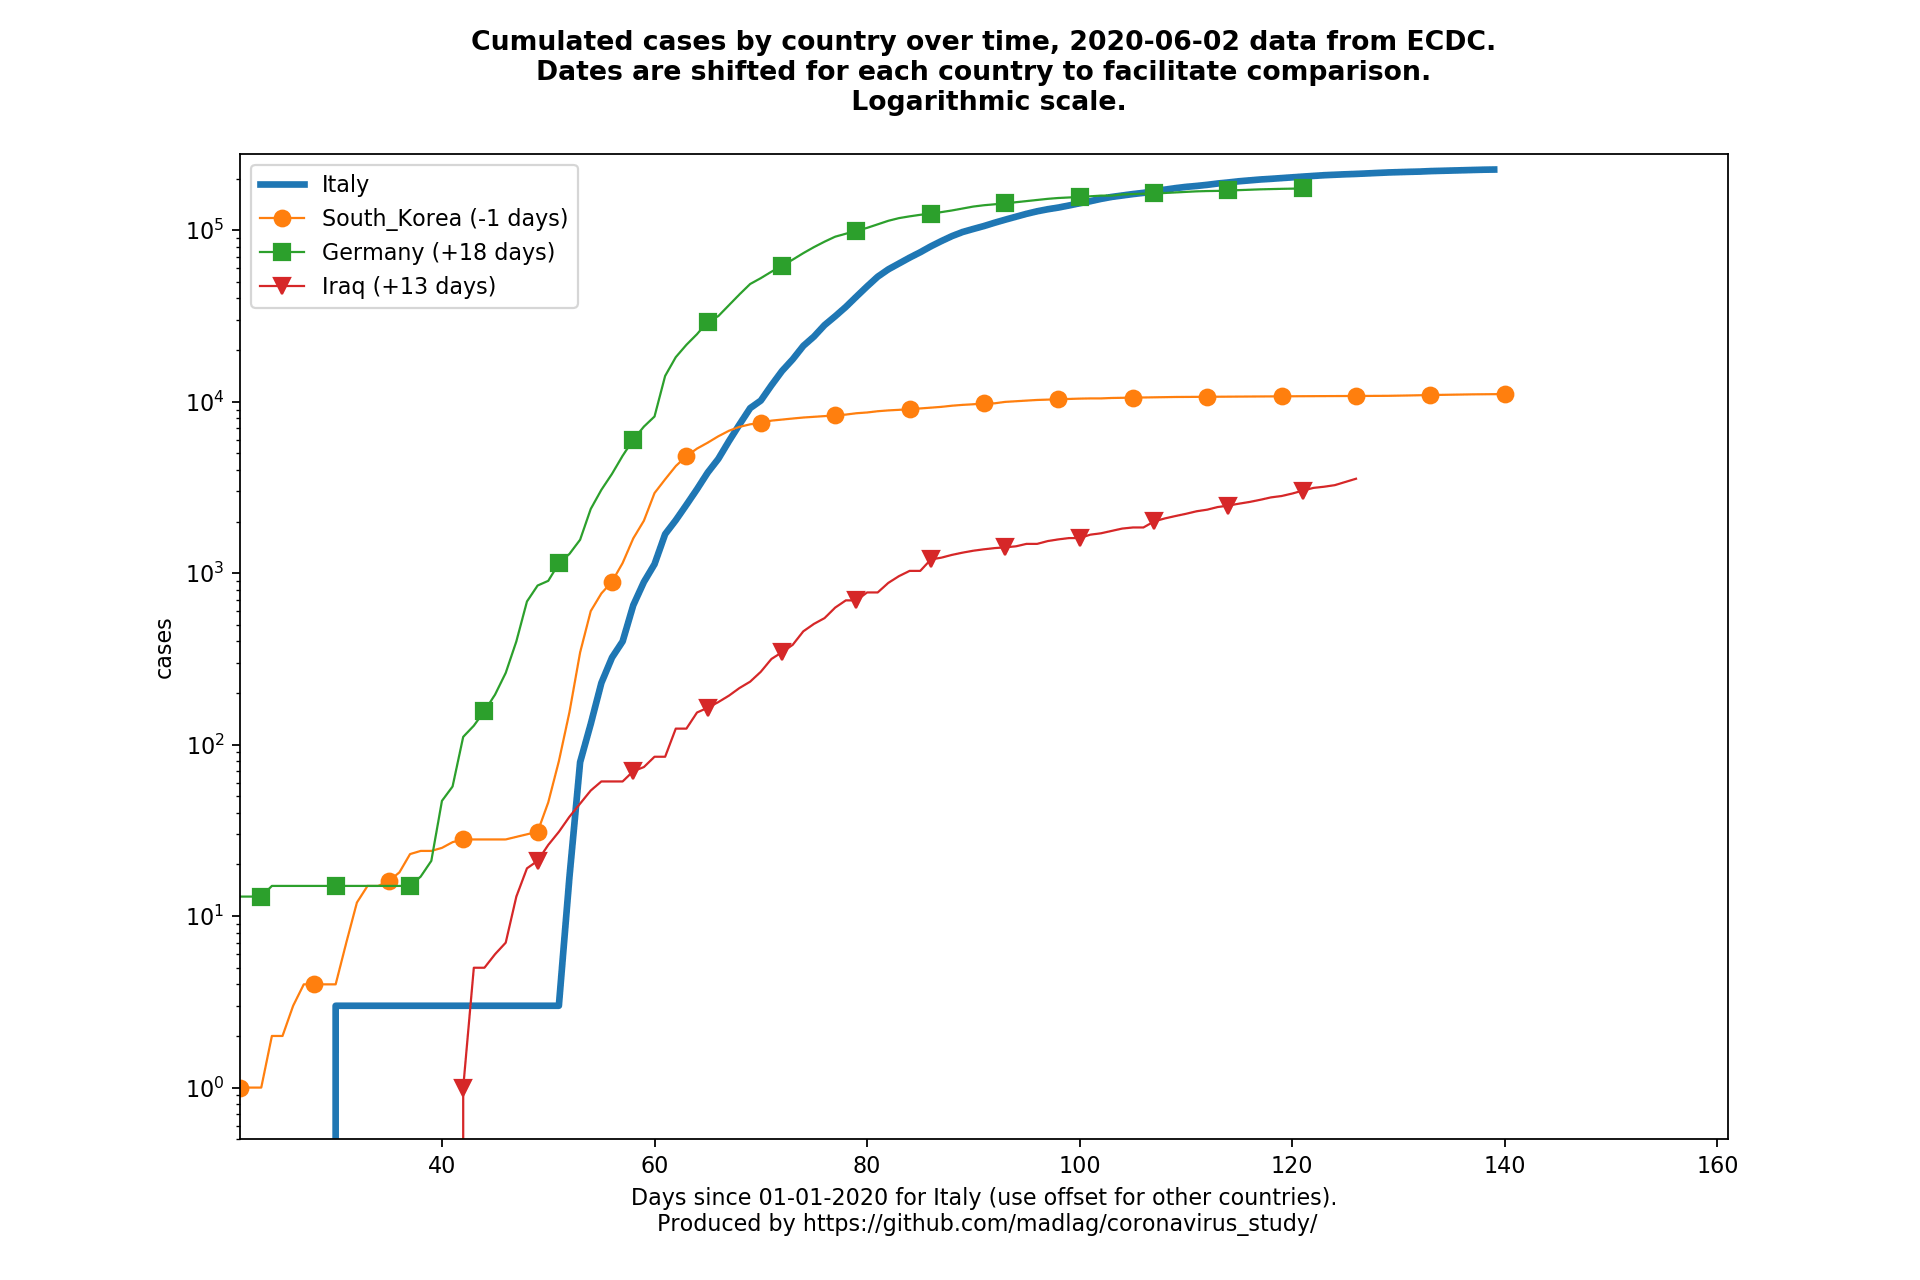 Cumulated cases by country over time, 2020-06-02 data from ECDC.
Dates are shifted for each country to facilitate comparison.
Logarithmic scale.
Italy
South_Korea (-1 days)
Germany (+18 days)
Iraq (+13 days)
10^5
10^4
10^3
10^2
10^1
10^0
cases
40 60 80 100 120 140 160
Days since 01-01-2020 for Italy (use offset for other countries).
Produced by https://github.com/madlag/coronavirus_study/